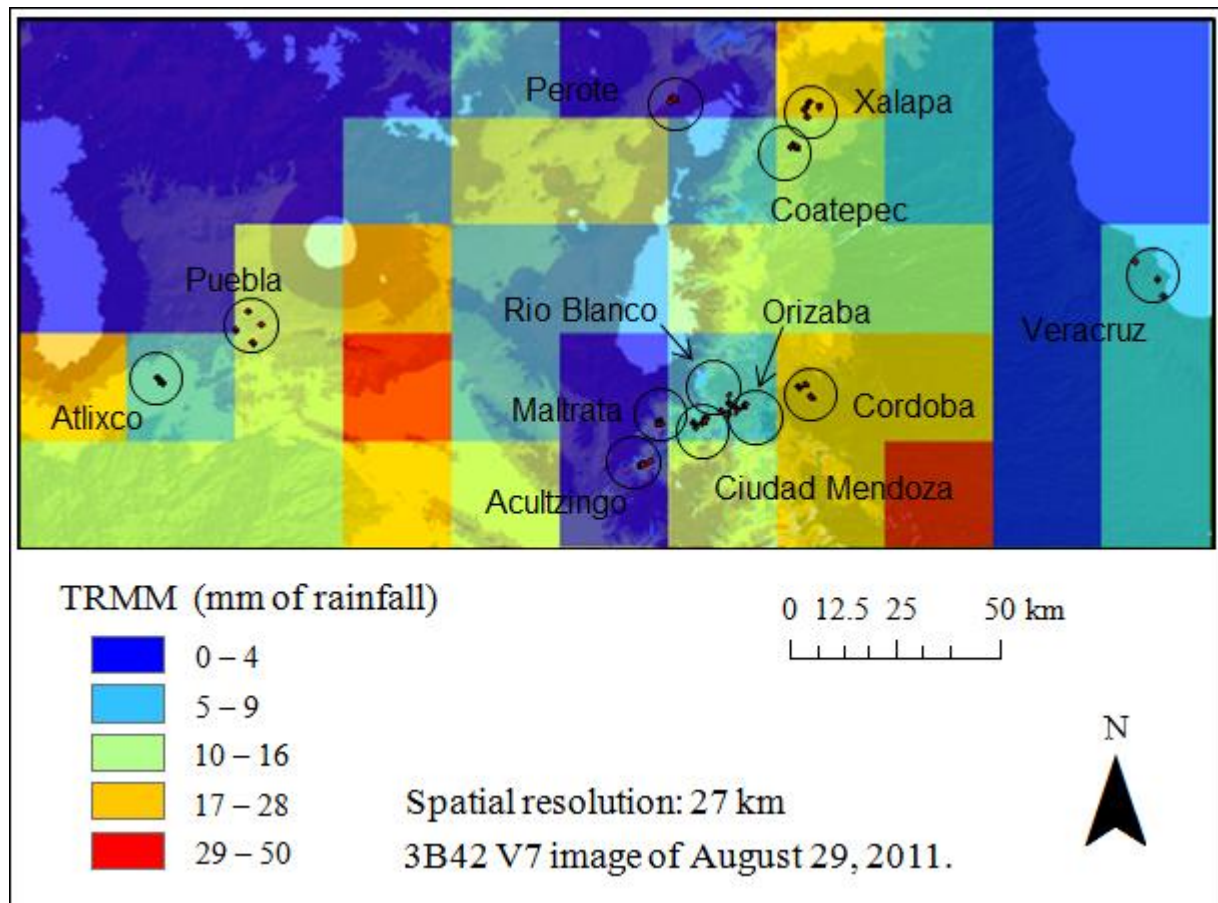 Perote
Xalapa
Coatepec
Puebla
Rio Blanco
Orizaba
Veracruz
Atlixco
Maltrata
Cordoba
Acultzingo
Ciudad Mendoza
TRMM (mm of rainfall)
0 – 4
5 – 9
10 – 16
17 – 28
29 – 50
0 12.5 25 50 km
N
Spatial resolution: 27 km
3B42 V7 image of August 29, 2011.